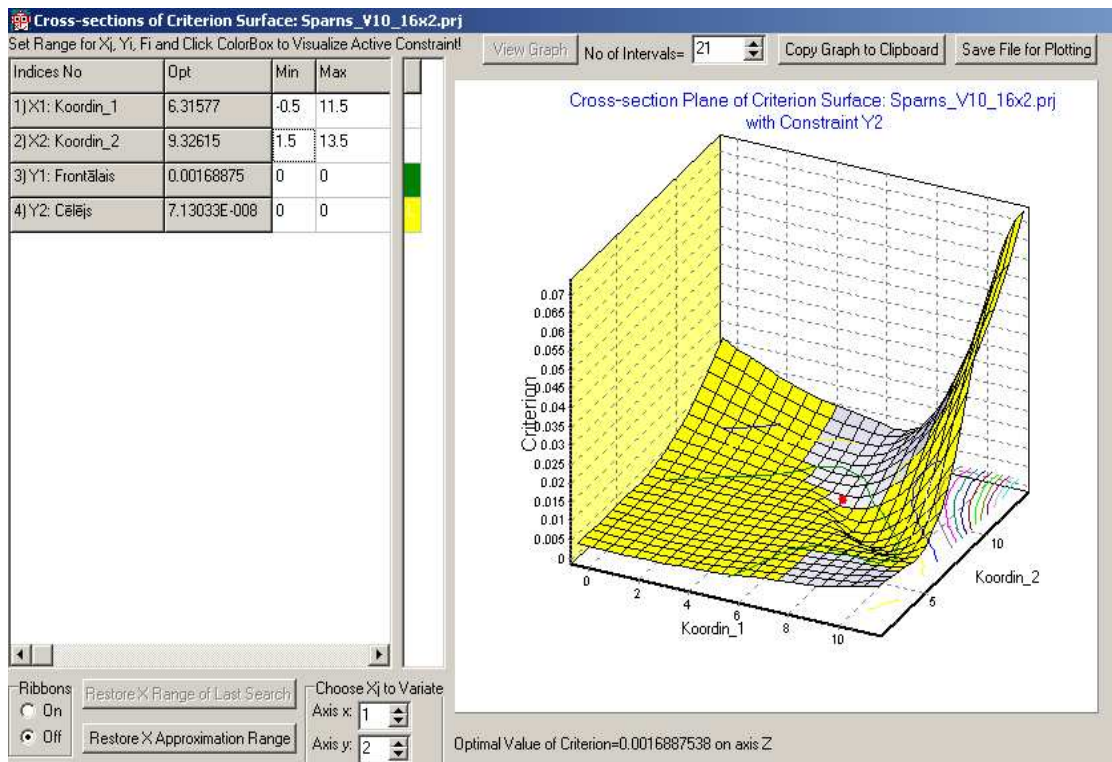 Cross-sections of Criterion Surface: Sparns_V10_16x2.prj
Set Range for Xj, Yi, Fi and Click ColorBox to Visualize Active Constraint!
View Graph No of Intervals= 21 Copy Graph to Clipboard Save File for Plotting
Indices No Opt Min Max
1) X1: Koordin_1 6.31577 -0.5 11.5
2) X2: Koordin_2 9.32615 1.5 13.5
3) Y1: Frontālais 0.00168875 0 0
4) Y2: Cēlējs 7.13033E-008 0 0
Cross-section Plane of Criterion Surface: Sparns_V10_16x2.prj
with Constraint Y2
Criterion
0.07
0.065
0.06
0.055
0.05
0.045
0.04
0.035
0.03
0.025
0.02
0.015
0.01
0.005
0
0 2 4 6 8 10
Koordin_1
5 10
Koordin_2
Ribbons
On
Off
Restore X Range of Last Search
Restore X Approximation Range
Choose Xj to Variate
Axis x: 1
Axis y: 2
Optimal Value of Criterion=0.0016887538 on axis Z